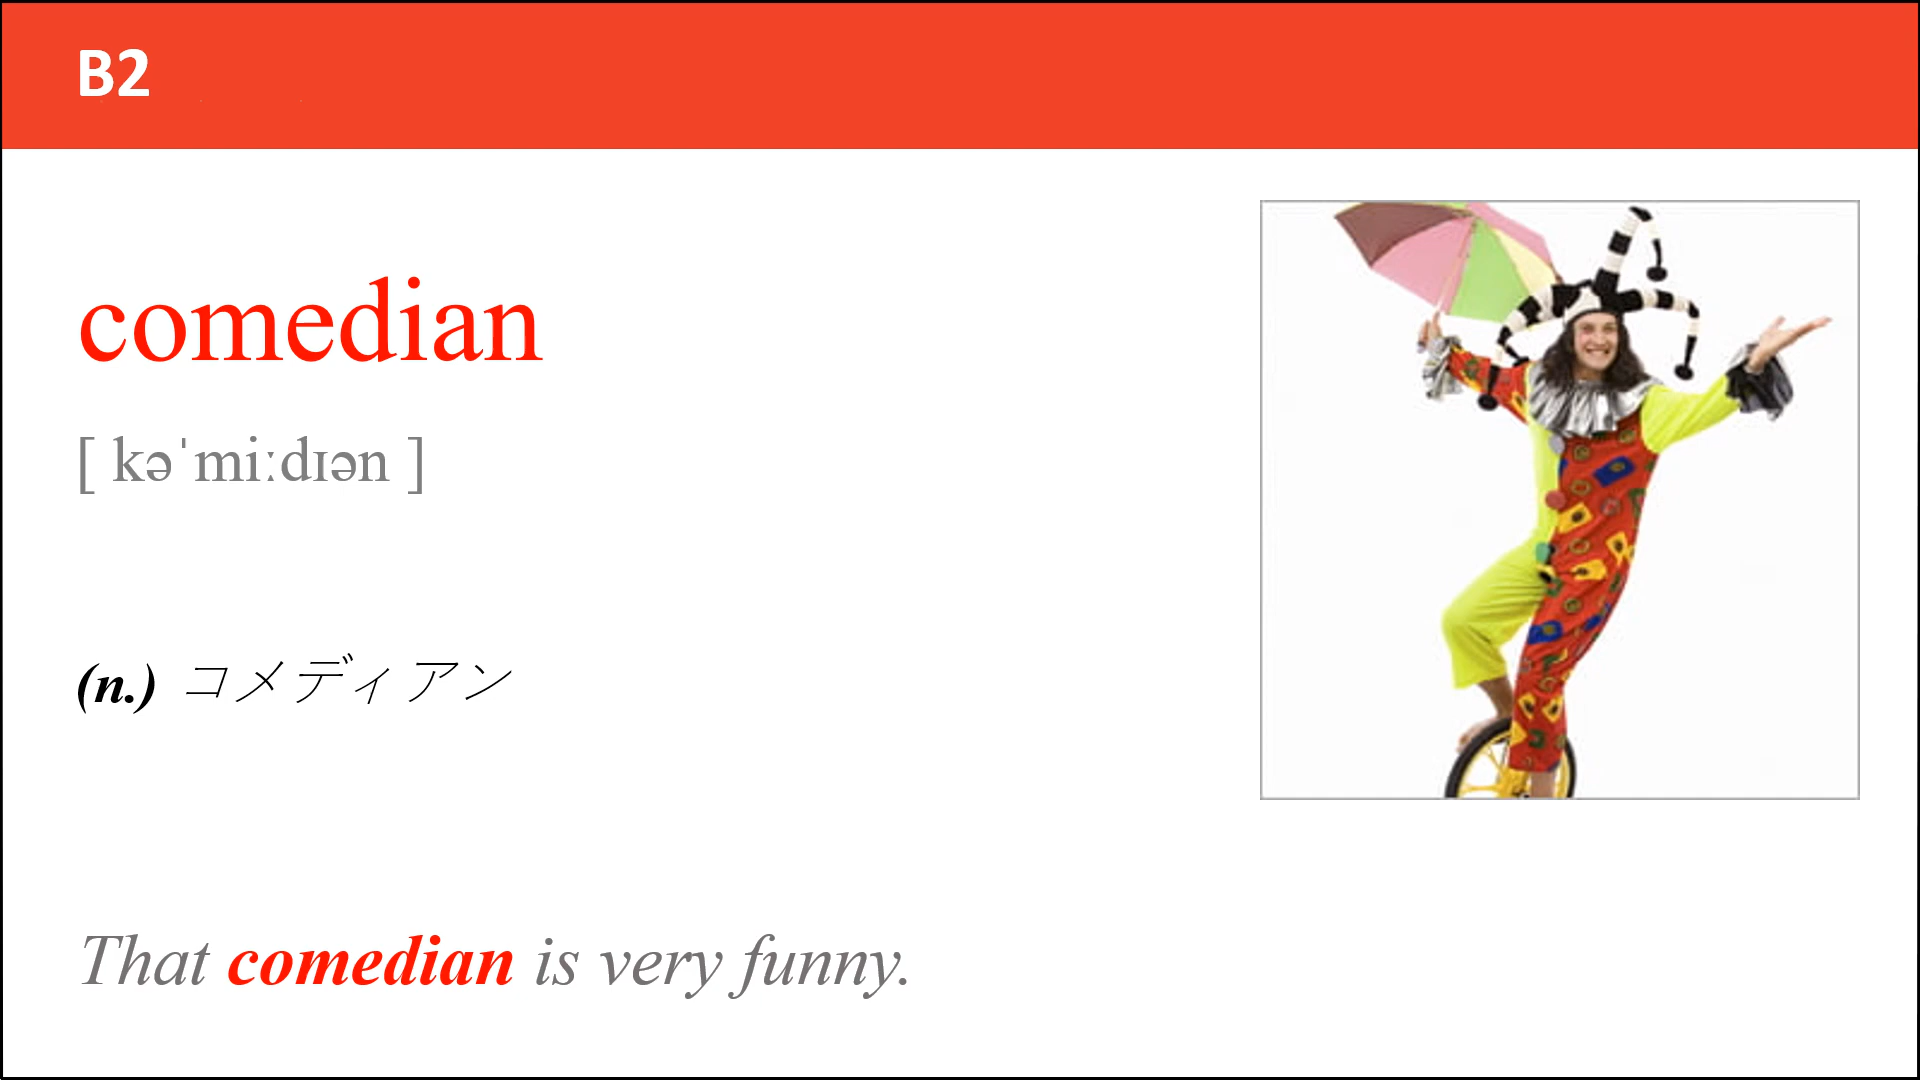 B2
comedian
[ kəˈmiːdɪən ]
(n.) コメディアン
That comedian is very funny.